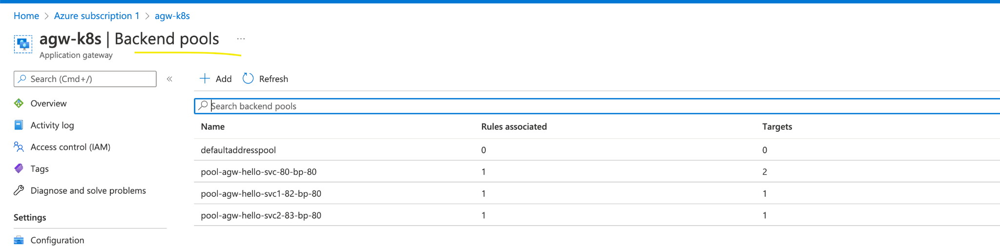 Home > Azure subscription 1 > agw-k8s
agw-k8s | Backend pools ...
Application gateway
Search (Cmd+/) «
Overview
Activity log
Access control (IAM)
Tags
Diagnose and solve problems
Settings
Configuration
+ Add Refresh
Search backend pools
Name Rules associated Targets
defaultaddresspool 0 0
pool-agw-hello-svc-80-bp-80 1 2
pool-agw-hello-svc1-82-bp-80 1 1
pool-agw-hello-svc2-83-bp-80 1 1